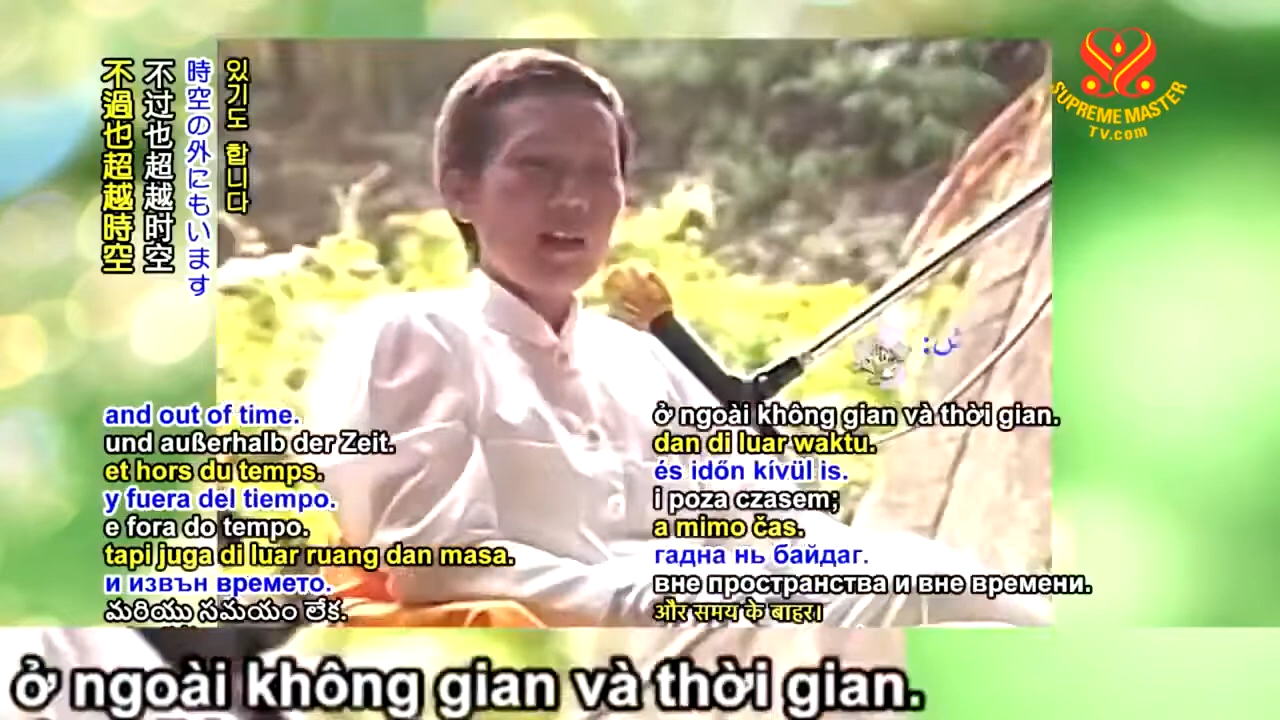 SUPREME MASTER
TV.com
있기도 합니다
時空の外にもいます
不过也超越时空
不過也超越時空
and out of time.
und außerhalb der Zeit.
et hors du temps.
y fuera del tiempo.
e fora do tempo.
tapi juga di luar ruang dan masa.
и извън времето.
మరియు సమయం లేక.
ở ngoài không gian và thời gian.
dan di luar waktu.
és időn kívül is.
i poza czasem;
a mimo čas.
гадна нь байдаг.
вне пространства и вне времени.
और समय के बाहर।
ở ngoài không gian và thời gian.